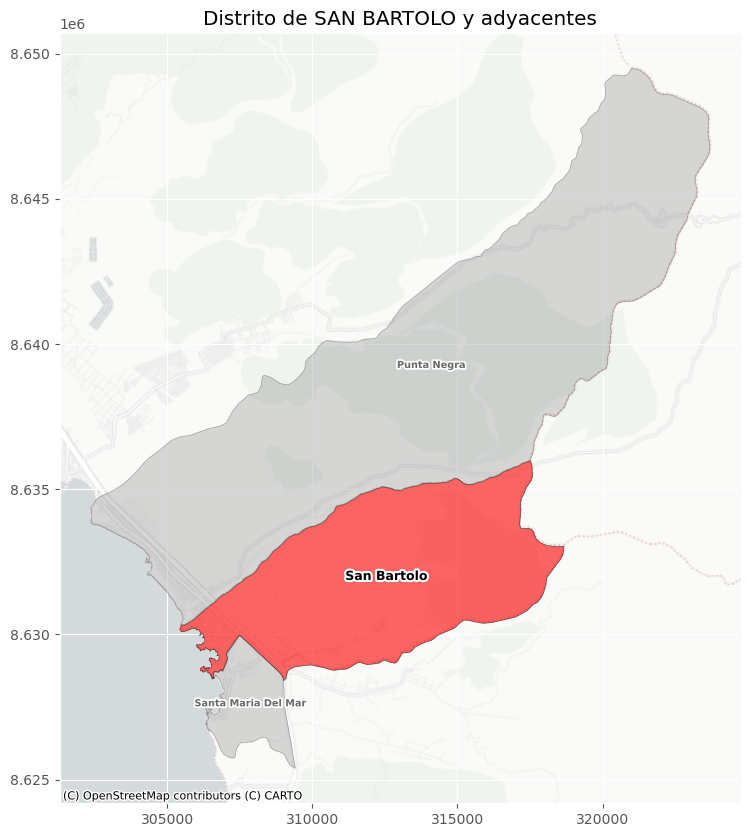 Distrito de SAN BARTOLO y adyacentes
1e6
8.650
8.645
8.640
8.635
8.630
8.625
Punta Negra
San Bartolo
Santa Maria Del Mar
(C) OpenStreetMap contributors (C) CARTO
305000
310000
315000
320000